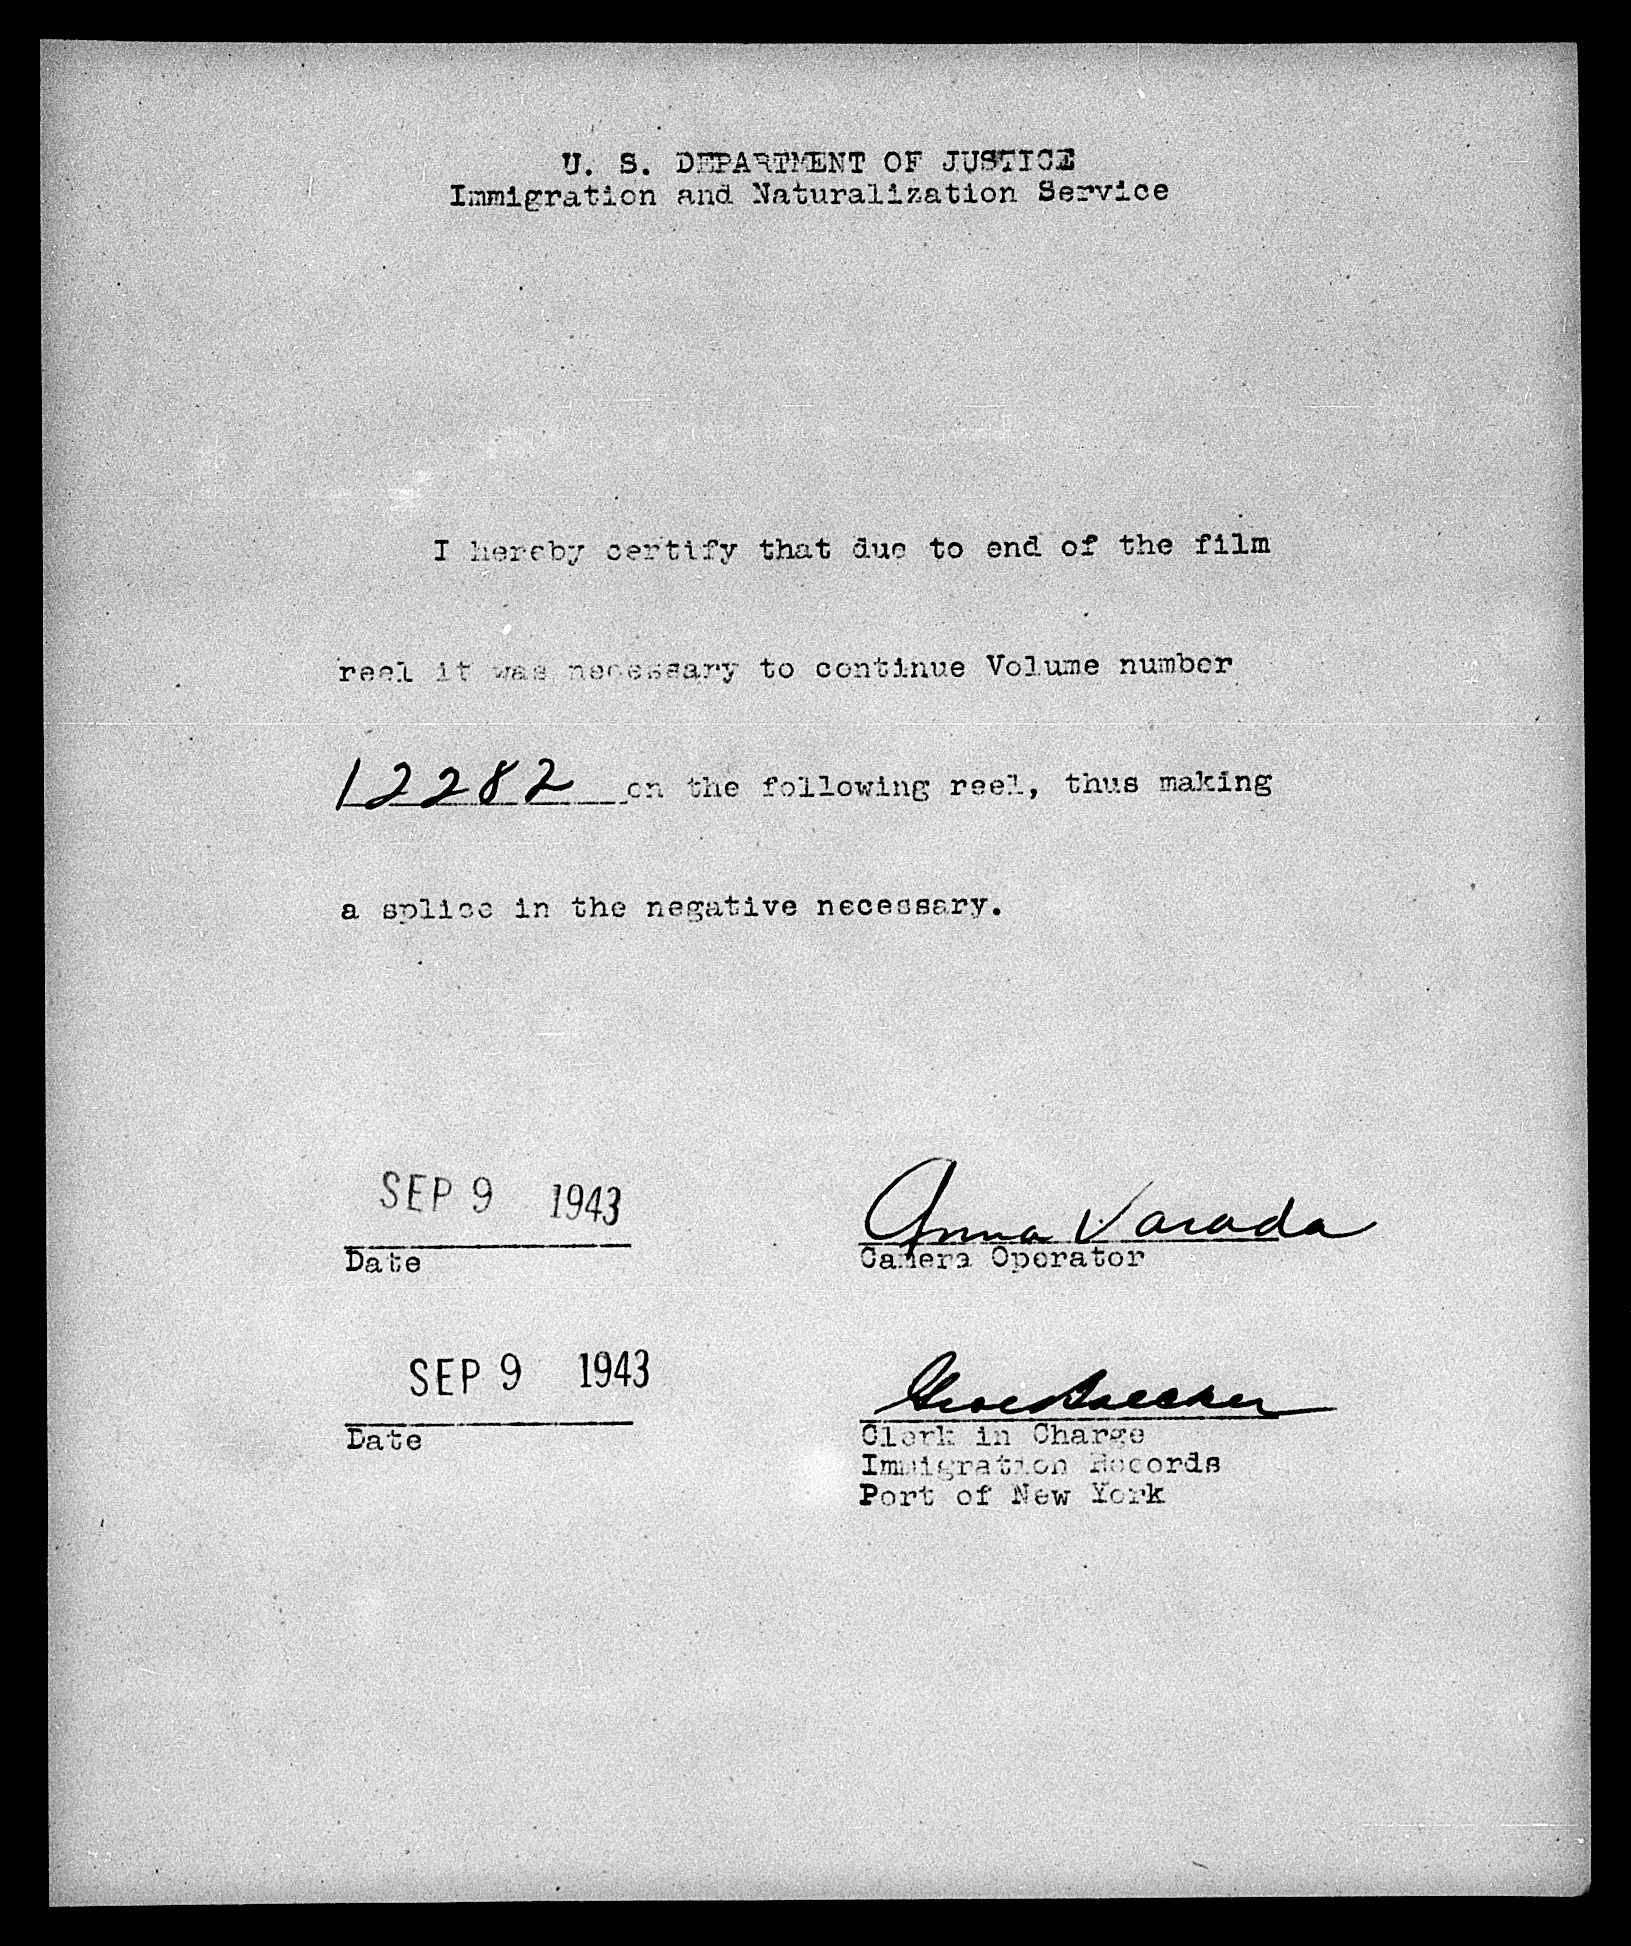 U. S. DEPARTMENT OF JUSTICE
Immigration and Naturalization Service
I hereby certify that due to end of the film
reel it was necessary to continue Volume number
12282 on the following reel, thus making
a splice in the negative necessary.
SEP 9 1943
Anna Varada
Date
Camera Operator
SEP 9 1943
Date
Clerk in Charge
Immigration Records
Port of New York